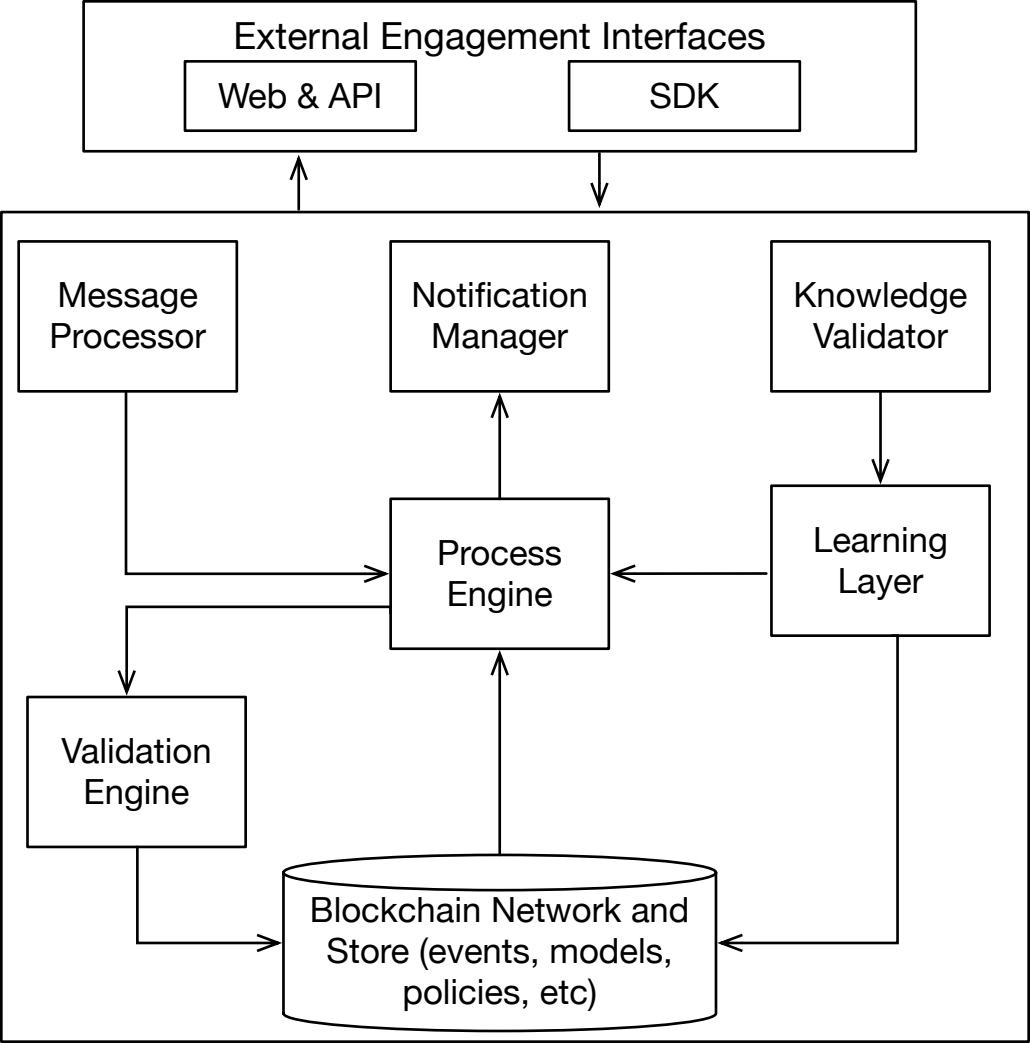 External Engagement Interfaces
Web & API
SDK
Message
Processor
Notification
Manager
Knowledge
Validator
Process
Engine
Learning
Layer
Validation
Engine
Blockchain Network and
Store (events, models,
policies, etc)